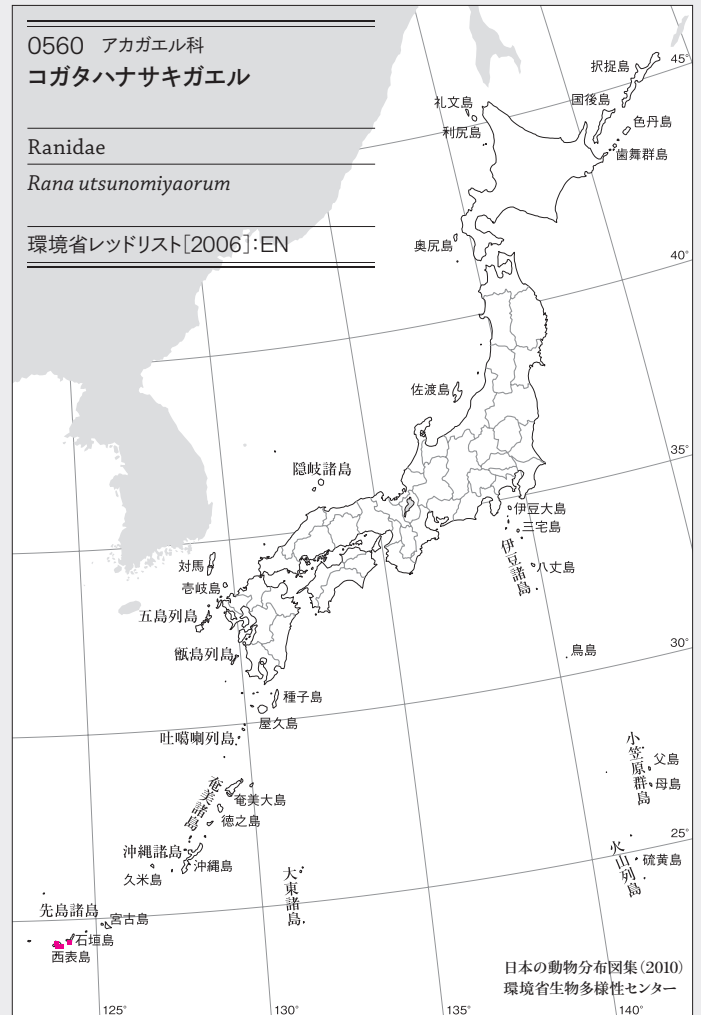 0560 アカガエル科
コガタハナサキガエル
Ranidae
Rana utsunomiyaorum
環境省レッドリスト[2006]:EN
45°
択捉島
礼文島
国後島
利尻島
色丹島
歯舞群島
奥尻島
40°
佐渡島
35°
隠岐諸島
伊豆大島
三宅島
伊豆諸島
八丈島
対馬
壱岐島
五島列島
甑島列島
鳥島
30°
種子島
屋久島
吐噶喇列島
小笠原群島
父島
母島
奄美諸島
奄美大島
徳之島
25°
沖縄諸島
沖縄島
久米島
火山列島
硫黄島
大東諸島
先島諸島
宮古島
石垣島
西表島
日本の動物分布図集(2010)
環境省生物多様性センター
125°
130°
135°
140°